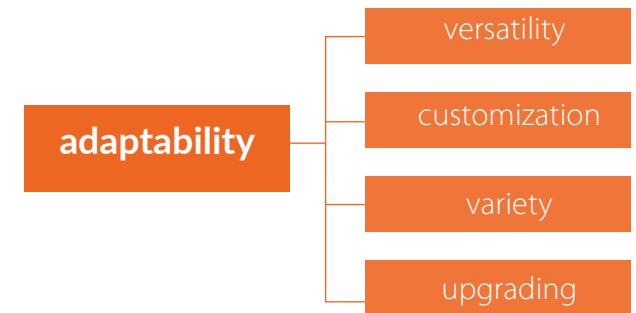 adaptability
versatility
customization
variety
upgrading